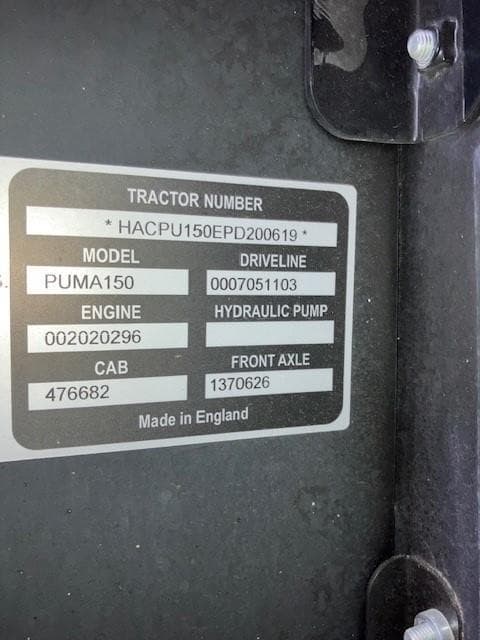 TRACTOR NUMBER
* HACPU150EPD200619 *
MODEL DRIVELINE
PUMA150 0007051103
ENGINE HYDRAULIC PUMP
002020296
CAB FRONT AXLE
476682 1370626
Made in England